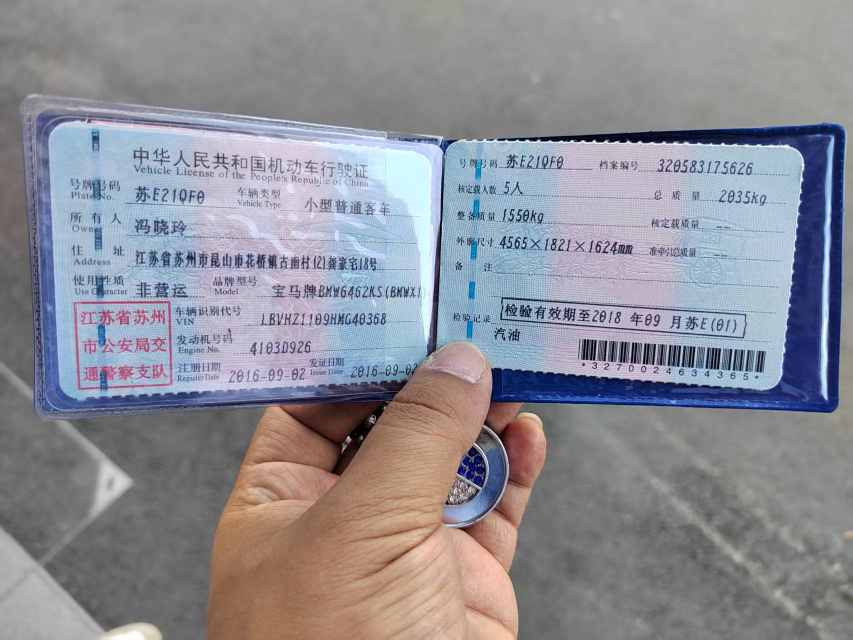 中华人民共和国机动车行驶证
Vehicle License of the People's Republic of China
号牌号码 苏E21QF0 车辆类型 小型普通客车
Plate No. Vehicle Type
所有人 冯晓玲
Owner
住址 江苏省苏州市昆山市花桥镇古雨村(2)龚家宅18号
Address
使用性质 非营运 品牌型号 宝马牌BMW6462KS(BMWX1
Use Character Model
江苏省苏州
市公安局交
通警察支队
车辆识别代号 LBVHZ1109HMG40368
VIN
发动机号码 4103D926
Engine No.
注册日期 2016-09-02 发证日期 2016-09-02
Register Date Issue Date
号牌号码 苏E21QF0 档案编号 320583175626
核定载人数 5人 总质量 2035kg
整备质量 1550kg 核定载质量 --
外廓尺寸 4565×1821×1624mm 准牵引总质量 --
备注
检验记录 检验有效期至2018年09月苏E(01)
汽油
*3270024634365*